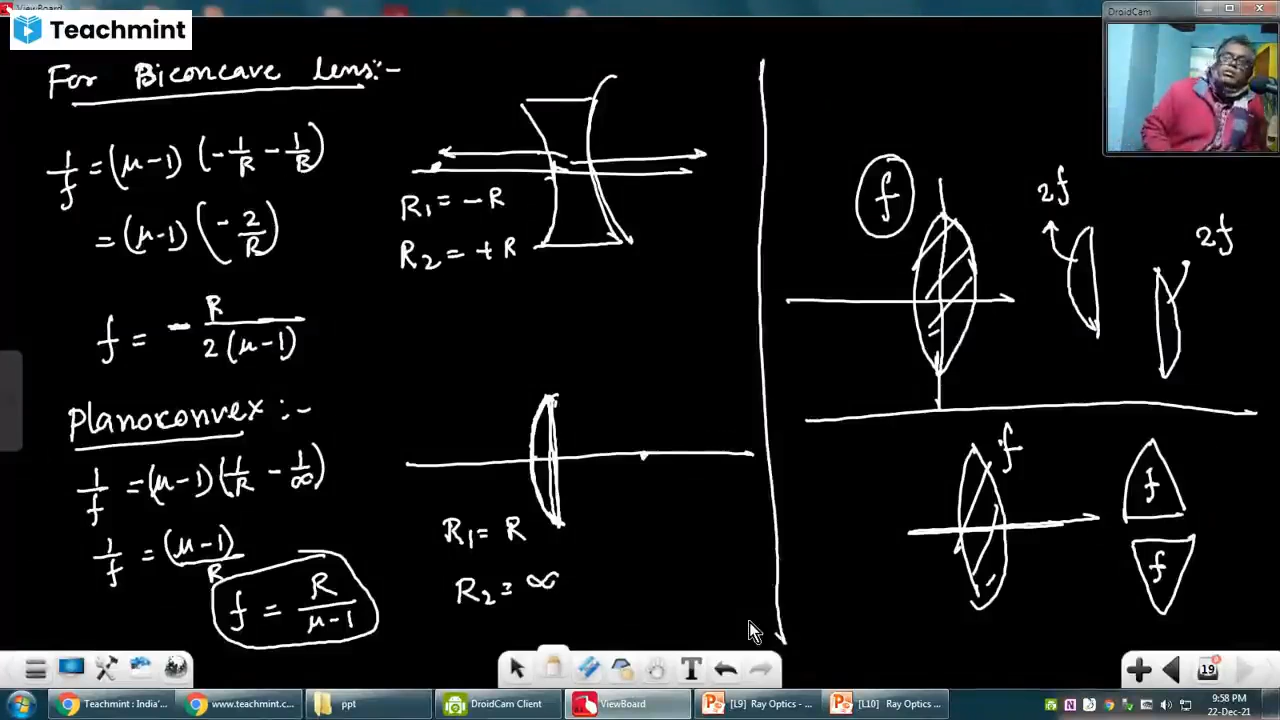 ViewBoard
Teachmint
DroidCam
For Biconcave lens:-
1/f = (μ-1) (-1/R - 1/R)
= (μ-1) (-2/R)
f = - R/2(μ-1)
R₁ = -R
R₂ = +R
Planoconvex :-
1/f = (μ-1) (1/R - 1/∞)
1/f = (μ-1)/R
f = R/μ-1
R₁ = R
R₂ = ∞
f
2f
2f
f
f
f
T
19
Teachmint : India'...
www.teachmint.c...
ppt
DroidCam Client
ViewBoard
[L9] Ray Optics - ...
[L10] Ray Optics ...
9:58 PM
22-Dec-21